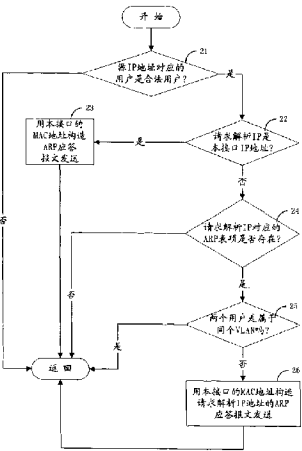 开 始
21
源IP地址对应的
用户是合法用户?
是
23
用本接口的
MAC地址构造
ARP应答
报文发送
22
请求解析IP是
本接口IP地址?
是
否
24
请求解析IP对应的
ARP表项是否存在?
否
否
是
25
两个用户是属于
同个VLAN吗?
是
返 回
否
26
用本接口的MAC地址构造
请求解析IP地址的ARP
应答报文发送